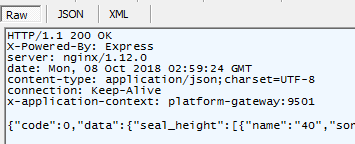 Raw JSON XML
HTTP/1.1 200 OK
X-Powered-By: Express
server: nginx/1.12.0
date: Mon, 08 Oct 2018 02:59:24 GMT
content-type: application/json;charset=UTF-8
connection: Keep-Alive
x-application-context: platform-gateway:9501
{"code":0,"data":{"seal_height":[{"name":"40","sor